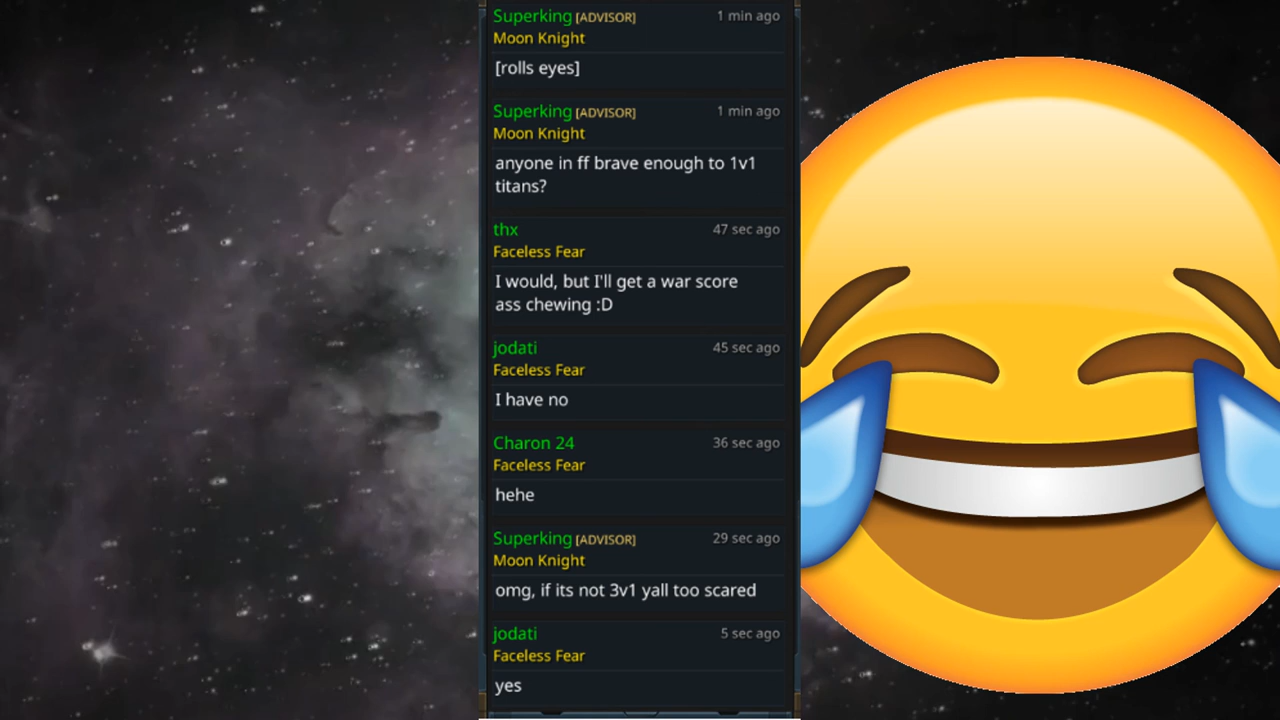 Superking [ADVISOR] 1 min ago
Moon Knight
[rolls eyes]
Superking [ADVISOR] 1 min ago
Moon Knight
anyone in ff brave enough to 1v1
titans?
thx 47 sec ago
Faceless Fear
I would, but I'll get a war score
ass chewing :D
jodati 45 sec ago
Faceless Fear
I have no
Charon 24 36 sec ago
Faceless Fear
hehe
Superking [ADVISOR] 29 sec ago
Moon Knight
omg, if its not 3v1 yall too scared
jodati 5 sec ago
Faceless Fear
yes